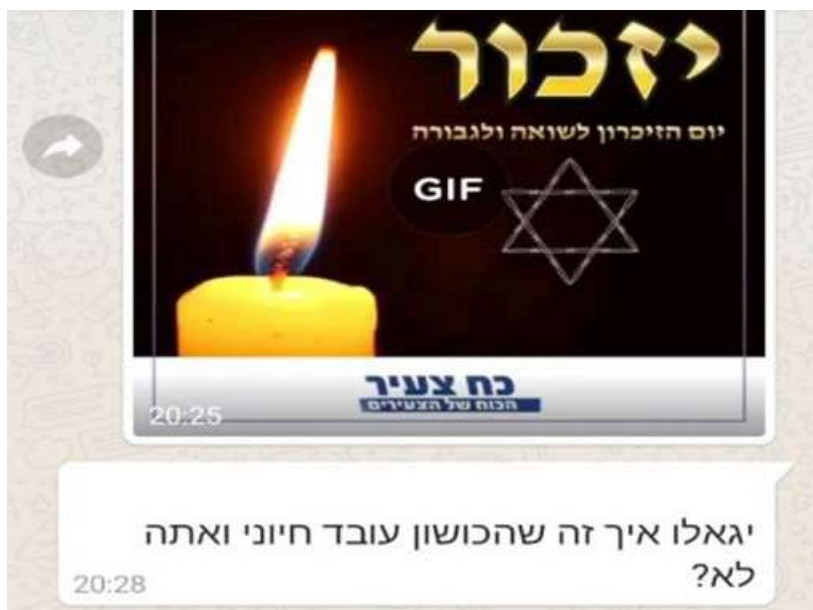 יזכור
יום הזיכרון לשואה ולגבורה
GIF
כח צעיר
הכוח של הצעירים
20:25
יגאלו איך זה שהכושון עובד חיוני ואתה
לא?
20:28